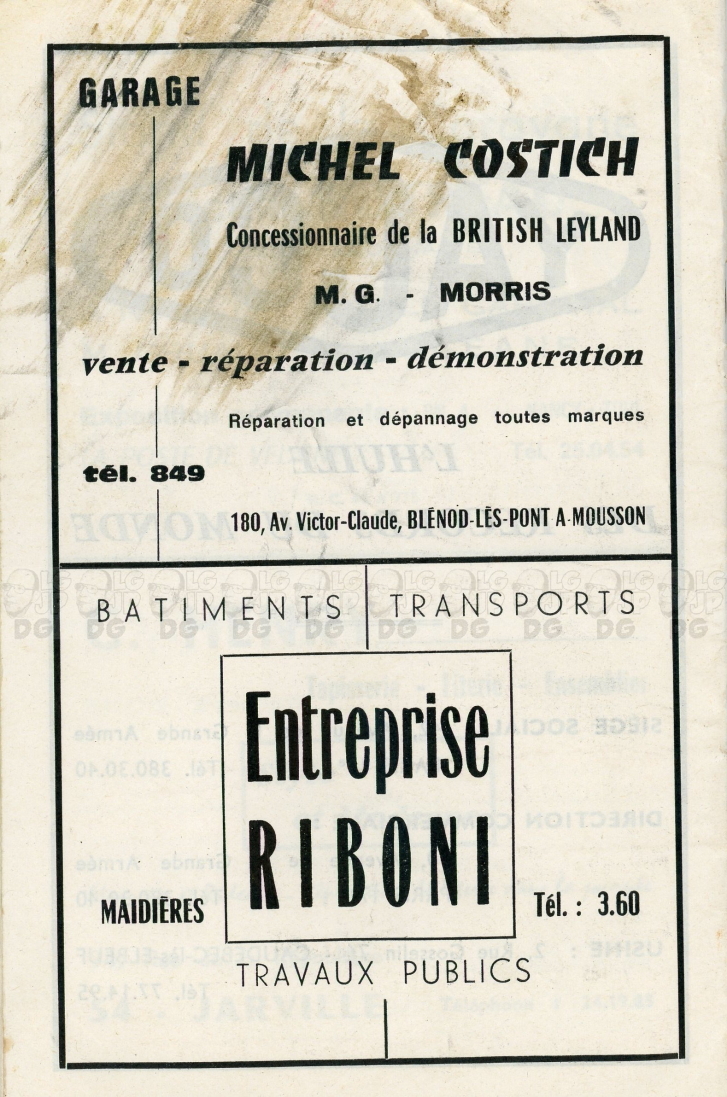 GARAGE
MICHEL COSTICH
Concessionnaire de la BRITISH LEYLAND
M. G. - MORRIS
vente - réparation - démonstration
Réparation et dépannage toutes marques
tél. 849
180, Av. Victor-Claude, BLÉNOD-LÈS-PONT A-MOUSSON
BATIMENTS TRANSPORTS
Entreprise
RIBONI
MAIDIÈRES Tél. : 3.60
TRAVAUX PUBLICS